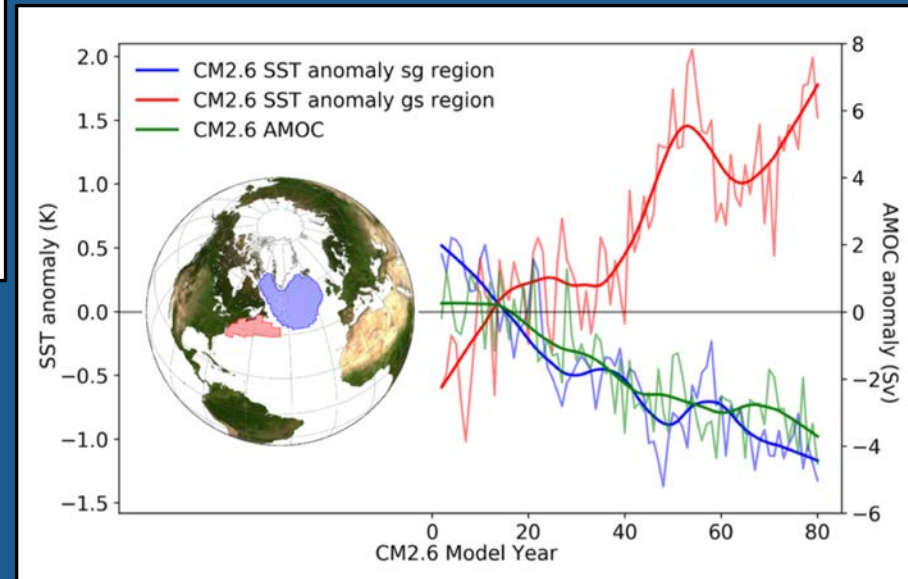 CM2.6 SST anomaly sg region
CM2.6 SST anomaly gs region
CM2.6 AMOC
SST anomaly (K)
2.0
1.5
1.0
0.5
0.0
−0.5
−1.0
−1.5
AMOC anomaly (Sv)
8
6
4
2
0
−2
−4
−6
0 20 40 60 80
CM2.6 Model Year